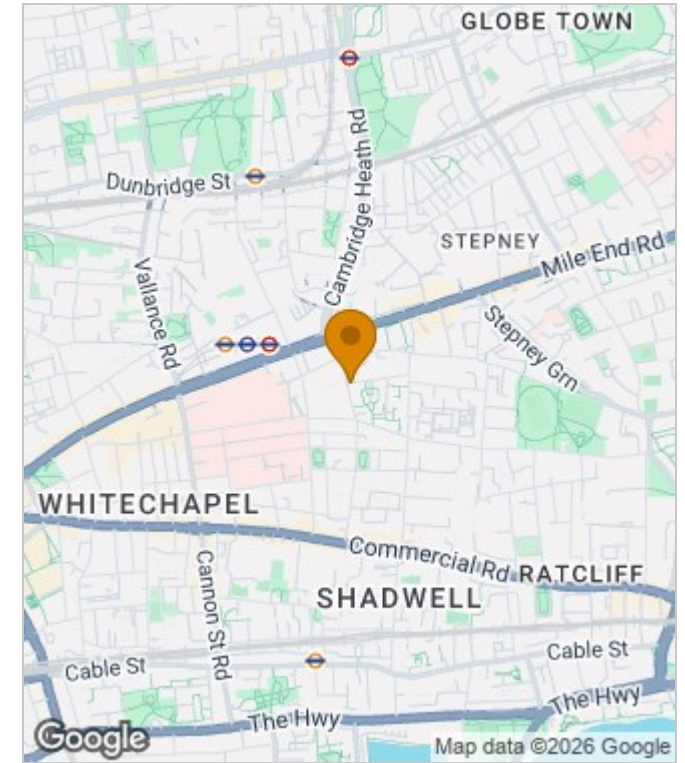 GLOBE TOWN
Cambridge Heath Rd
Dunbridge St
STEPNEY
Mile End Rd
Vallance Rd
Stepney Grn
WHITECHAPEL
Commercial Rd
RATCLIFF
Cannon St Rd
SHADWELL
Cable St
Cable St
The Hwy
The Hwy
Google
Map data ©2026 Google